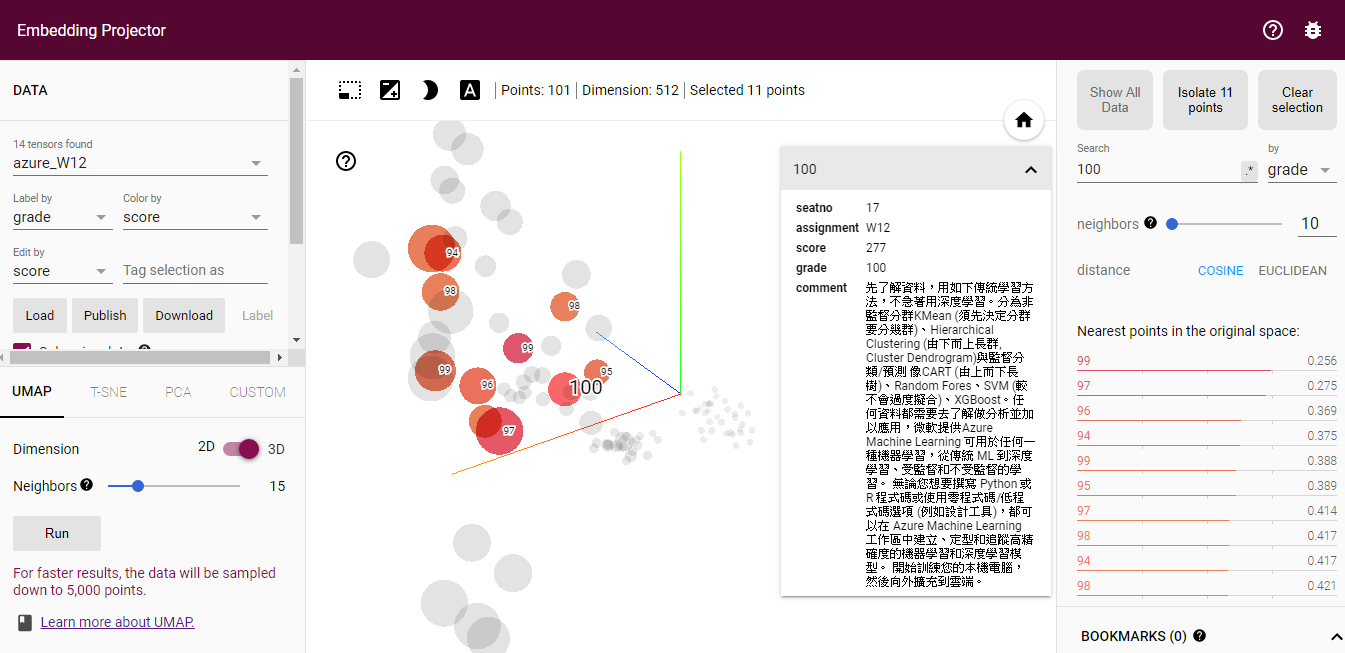 Embedding Projector
DATA
14 tensors found
azure_W12
Label by
Color by
grade
score
Edit by
score
Tag selection as
Load
Publish
Download
Label
UMAP
T-SNE
PCA
CUSTOM
Dimension
2D
3D
Neighbors
15
Run
For faster results, the data will be sampled
down to 5,000 points.
Learn more about UMAP.
A
Points: 101
Dimension: 512
Selected 11 points
94
98
98
99
99
95
96
100
97
100
seatno 17
assignment W12
score 277
grade 100
comment 先了解資料，用如下傳統學習方
法，不急著用深度學習。分為非
監督分群KMean (須先決定分群
要分幾群)、Hierarchical
Clustering (由下而上長群,
Cluster Dendrogram)與監督分
類/預測 像CART (由上而下長
樹)、Random Fores、SVM (較
不會過度擬合)、XGBoost。任
何資料都需要去了解做分析並加
以應用，微軟提供Azure
Machine Learning 可用於任何一
種機器學習，從傳統 ML 到深度
學習、受監督和不受監督的學
習。 無論您想要撰寫 Python 或
R 程式碼或使用零程式碼/低程
式碼選項 (例如設計工具)，都可
以在 Azure Machine Learning
工作區中建立、定型和追蹤高精
確度的機器學習和深度學習模
型。 開始訓練您的本機電腦，
然後向外擴充到雲端。
Show All
Data
Isolate 11
points
Clear
selection
Search
100
.*
by
grade
neighbors
10
distance
COSINE
EUCLIDEAN
Nearest points in the original space:
99 0.256
97 0.275
96 0.369
94 0.375
99 0.388
95 0.389
97 0.414
98 0.417
94 0.417
98 0.421
BOOKMARKS (0)